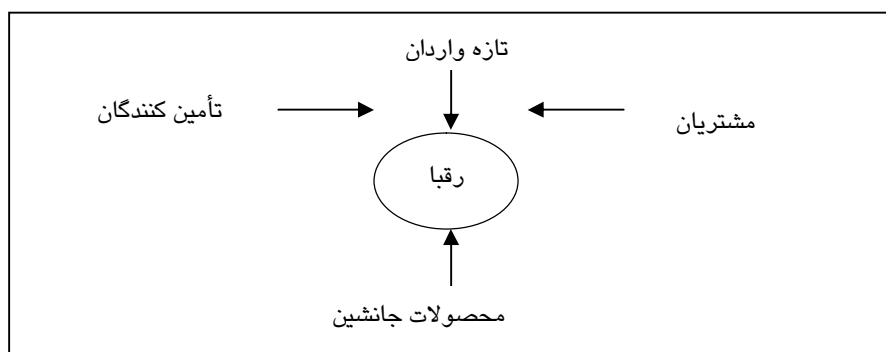 تازه واردان
مشتریان
تأمین کنندگان
رقبا
محصولات جانشین